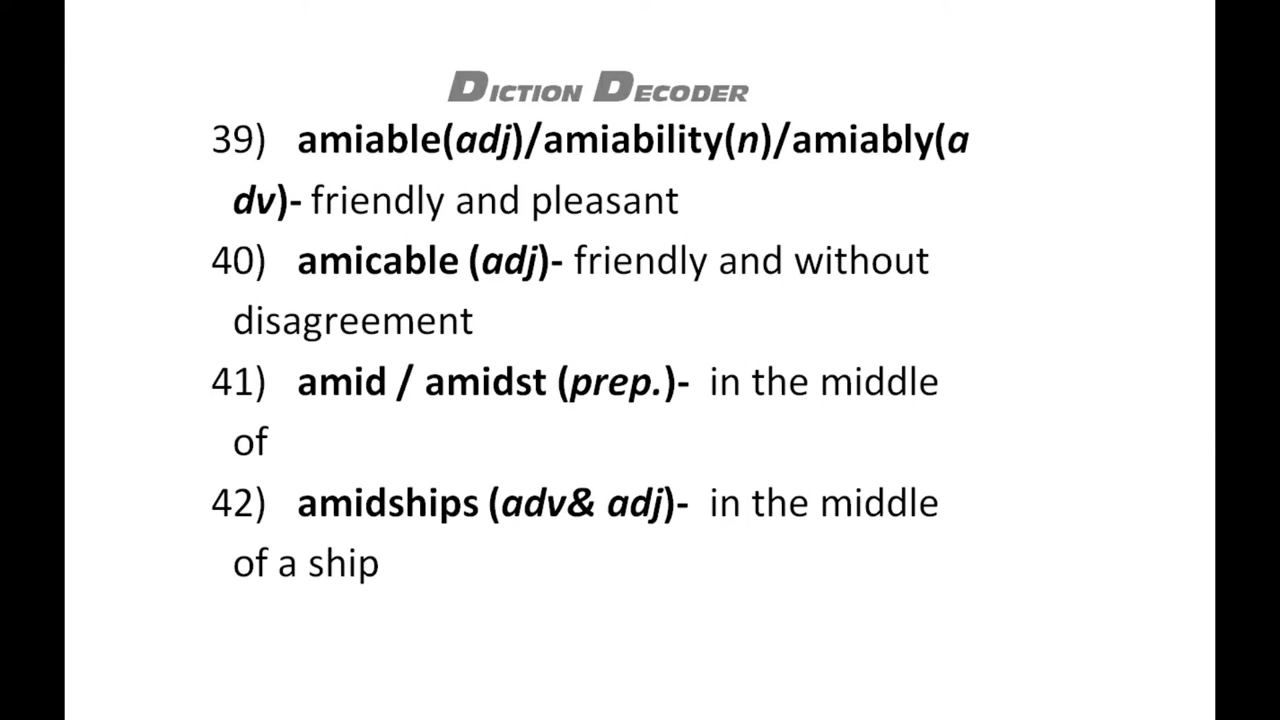 DICTION DECODER
39) amiable(adj)/amiability(n)/amiably(a
dv)- friendly and pleasant
40) amicable (adj)- friendly and without
disagreement
41) amid / amidst (prep.)- in the middle
of
42) amidships (adv& adj)- in the middle
of a ship